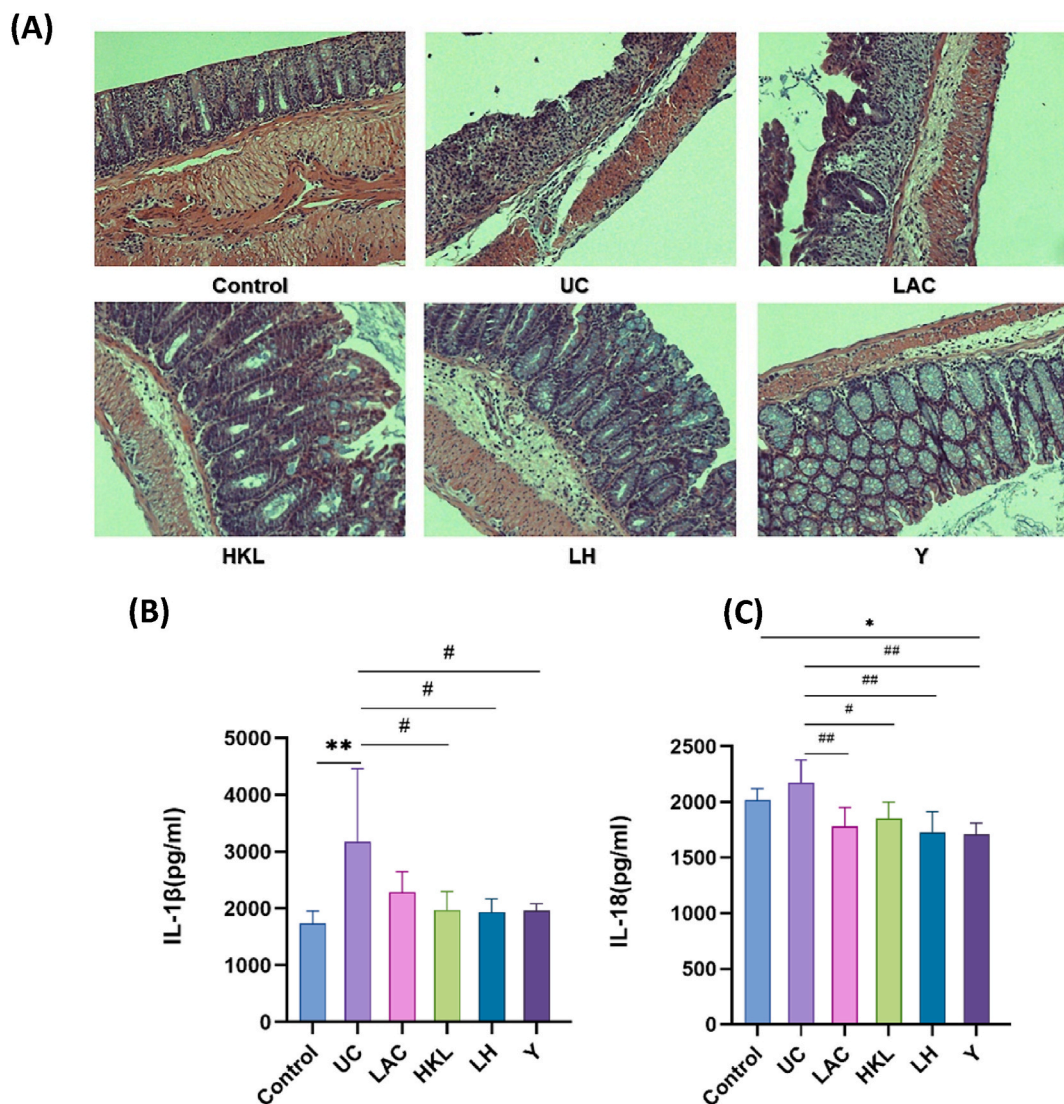 (A)
Control
UC
LAC
HKL
LH
Y
(B)
#
#
#
**
5000
4000
3000
2000
1000
0
IL-1β(pg/ml)
Control
UC
LAC
HKL
LH
Y
(C)
*
##
##
#
##
2500
2000
1500
1000
500
0
IL-18(pg/ml)
Control
UC
LAC
HKL
LH
Y